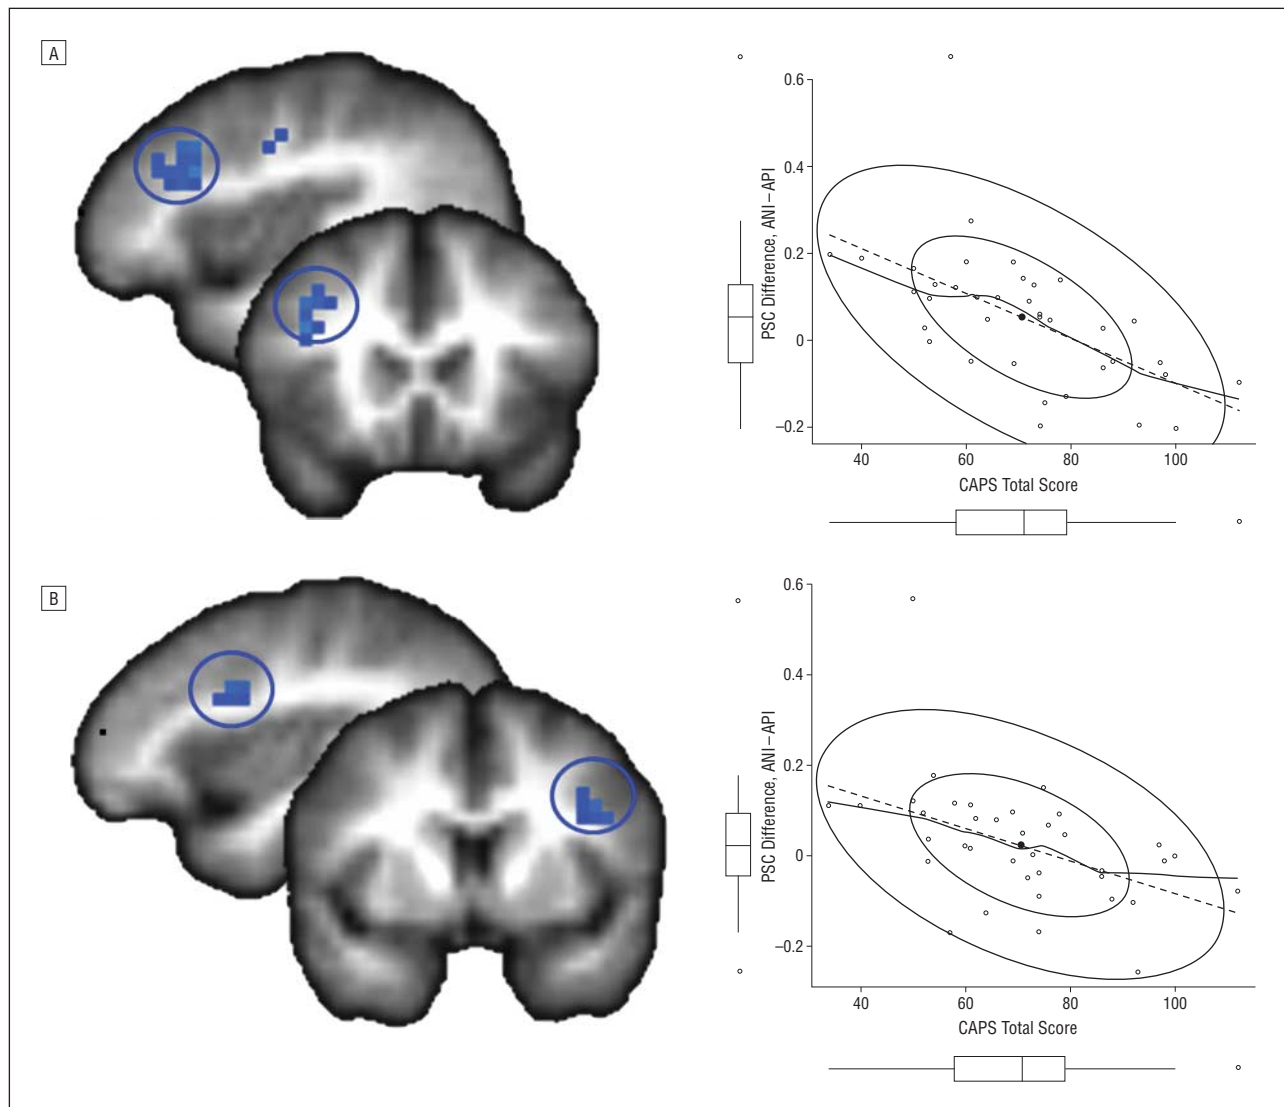 A
0.6
0.4
0.2
0
–0.2
PSC Difference, ANI – API
40 60 80 100
CAPS Total Score
B
0.6
0.4
0.2
0
–0.2
PSC Difference, ANI – API
40 60 80 100
CAPS Total Score